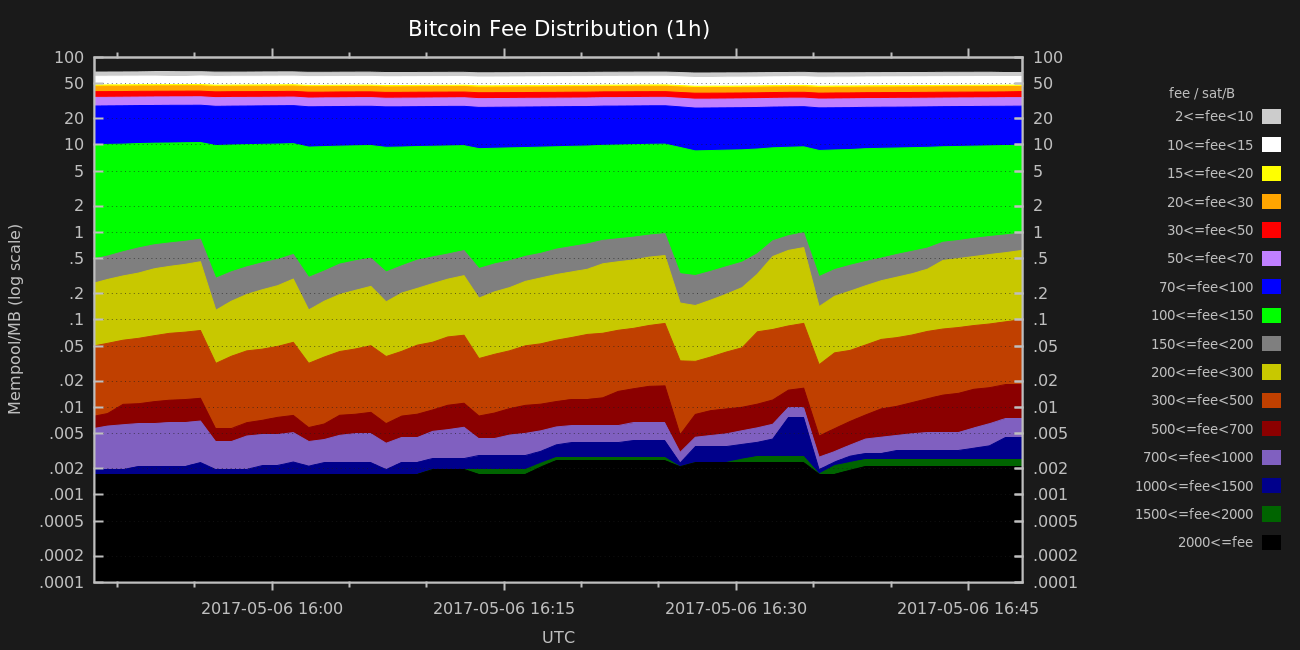 Bitcoin Fee Distribution (1h)
100
50
20
10
5
2
1
.5
.2
.1
.05
.02
.01
.005
.002
.001
.0005
.0002
.0001
Mempool/MB (log scale)
100
50
20
10
5
2
1
.5
.2
.1
.05
.02
.01
.005
.002
.001
.0005
.0002
.0001
2017-05-06 16:00
2017-05-06 16:15
2017-05-06 16:30
2017-05-06 16:45
UTC
fee / sat/B
2<=fee<10
10<=fee<15
15<=fee<20
20<=fee<30
30<=fee<50
50<=fee<70
70<=fee<100
100<=fee<150
150<=fee<200
200<=fee<300
300<=fee<500
500<=fee<700
700<=fee<1000
1000<=fee<1500
1500<=fee<2000
2000<=fee